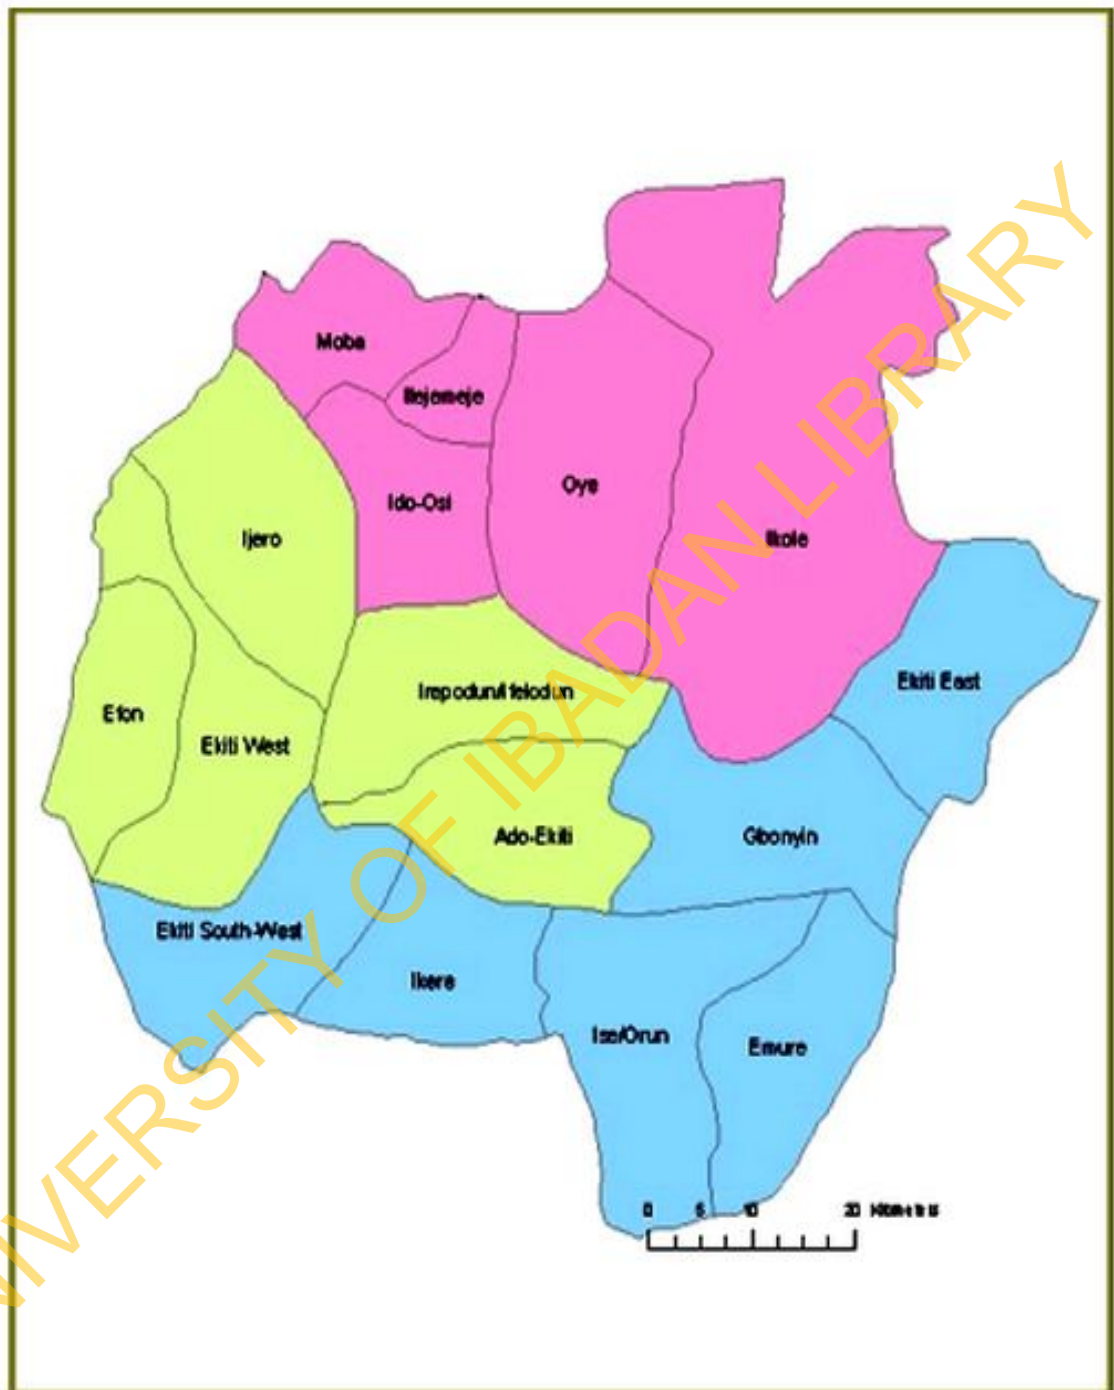 Moba
Ilejemeje
Ido-Osi
Oye
Ikole
Ijero
Ekiti East
Irepodun/Ifelodun
Efon
Ekiti West
Ado-Ekiti
Gbonyin
Ekiti South-West
Ikere
Ise/Orun
Emure
0 5 10 20 Kilometers
UNIVERSITY OF IBADAN LIBRARY